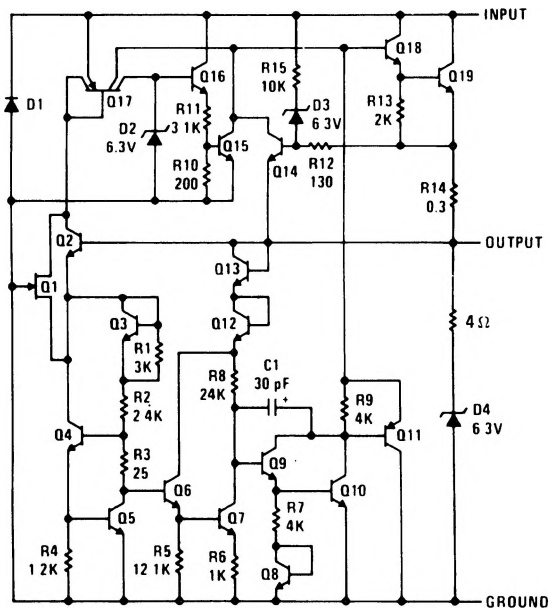 INPUT
Q18
Q19
Q16
R15
10K
Q17
D1
R11
3 1K
D3
6 3V
R13
2K
D2
6.3V
Q15
R10
200
Q14
R12
130
R14
0.3
Q2
OUTPUT
Q1
Q13
Q3
Q12
4Ω
R1
3K
C1
30 pF
+
R8
24K
R2
2 4K
R9
4K
D4
6 3V
Q4
Q11
R3
25
Q6
Q9
Q10
Q5
Q7
R7
4K
R4
1 2K
R5
12 1K
R6
1K
Q8
GROUND